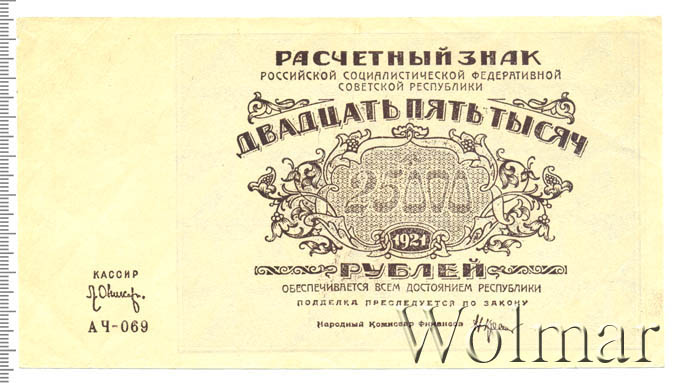 РАСЧЕТНЫЙ ЗНАК
РОССИЙСКОЙ СОЦИАЛИСТИЧЕСКОЙ ФЕДЕРАТИВНОЙ
СОВЕТСКОЙ РЕСПУБЛИКИ
ДВАДЦАТЬ ПЯТЬ ТЫСЯЧ
25000
1921
РУБЛЕЙ
ОБЕСПЕЧИВАЕТСЯ ВСЕМ ДОСТОЯНИЕМ РЕСПУБЛИКИ
ПОДДЕЛКА ПРЕСЛЕДУЕТСЯ ПО ЗАКОНУ
Народный Комиссар Финансов
КАССИР
АЧ-069
Wolmar